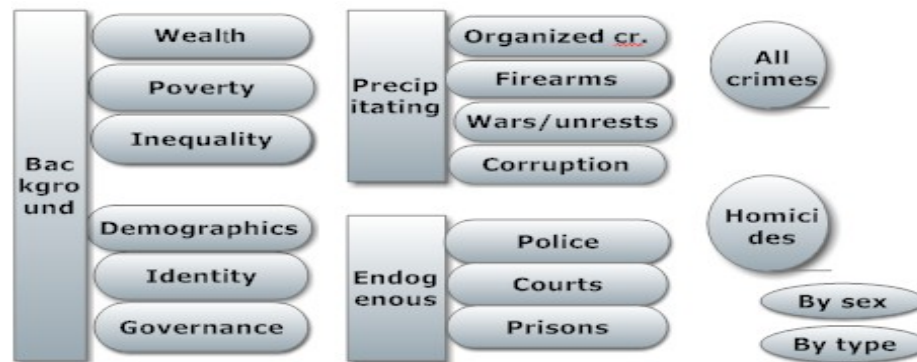 Bac
kgro
und
Wealth
Poverty
Inequality
Demographics
Identity
Governance
Precip
itating
Organized cr.
Firearms
Wars/unrests
Corruption
Endog
enous
Police
Courts
Prisons
All
crimes
Homici
des
By sex
By type